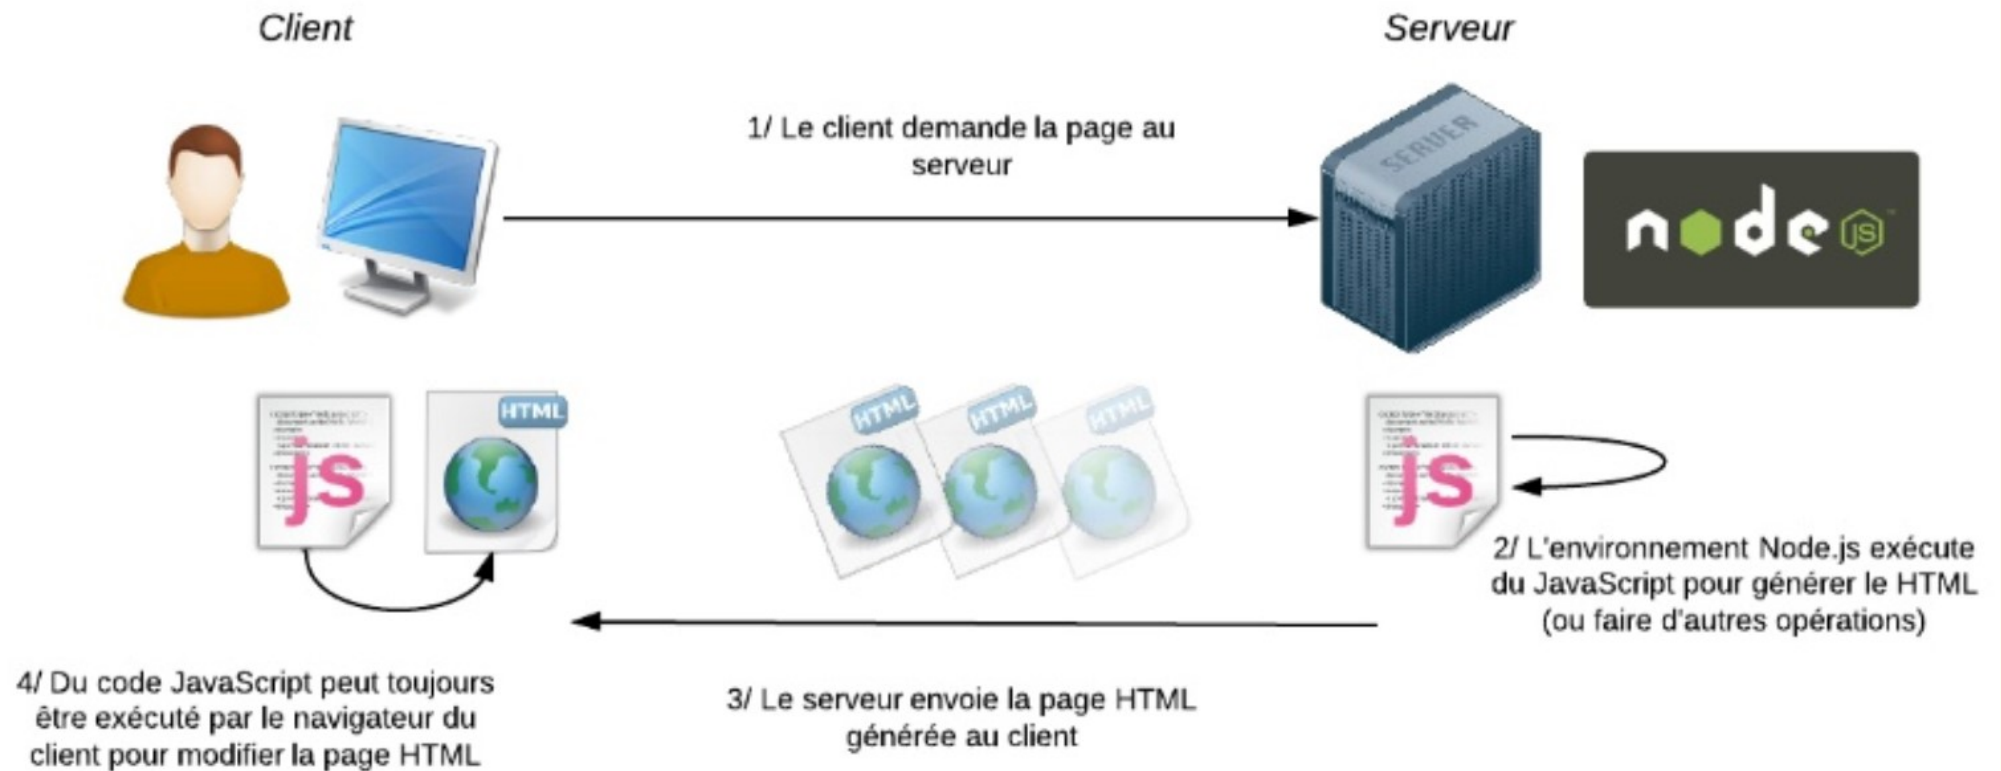 Client
Serveur
1/ Le client demande la page au
serveur
SERVER
node JS
HTML
HTML
HTML
HTML
js
js
2/ L'environnement Node.js exécute
du JavaScript pour générer le HTML
(ou faire d'autres opérations)
3/ Le serveur envoie la page HTML
générée au client
4/ Du code JavaScript peut toujours
être exécuté par le navigateur du
client pour modifier la page HTML